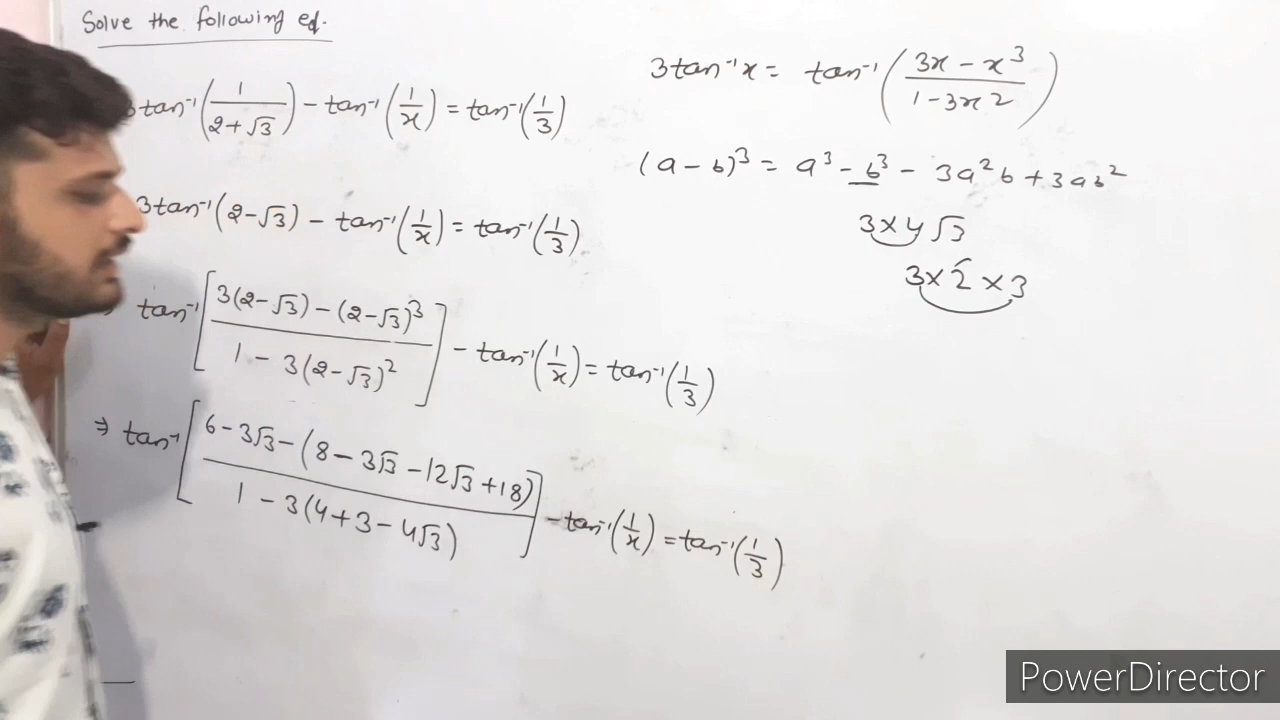 Solve the following eq.
3tan⁻¹(1/(2+√3)) - tan⁻¹(1/x) = tan⁻¹(1/3)
3tan⁻¹(2-√3) - tan⁻¹(1/x) = tan⁻¹(1/3)
⇒ tan⁻¹[(3(2-√3) - (2-√3)³)/(1 - 3(2-√3)²)] - tan⁻¹(1/x) = tan⁻¹(1/3)
⇒ tan⁻¹[(6 - 3√3 - (8 - 3√3 - 12√3 + 18))/(1 - 3(4+3-4√3))] - tan⁻¹(1/x) = tan⁻¹(1/3)
3tan⁻¹x = tan⁻¹((3x - x³)/(1 - 3x2))
(a - b)³ = a³ - b³ - 3a²b + 3ab²
3×4√3
3×2×3
PowerDirector